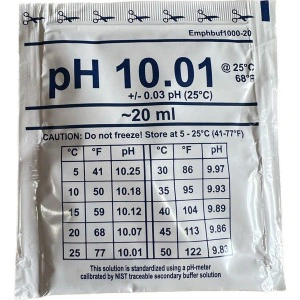 Emphbuf1000-20
pH 10.01 @ 25°C
68°F
+/- 0.03 pH (25°C)
~20 ml
CAUTION: Do not freeze! Store at 5 - 25°C (41-77°F)
°C °F pH °C °F pH
5 41 10.25 30 86 9.97
10 50 10.18 35 95 9.93
15 59 10.12 40 104 9.89
20 68 10.07 45 113 9.86
25 77 10.01 50 122 9.83
This solution is standardized using a pH-meter
calibrated by NIST traceable secondary buffer solution